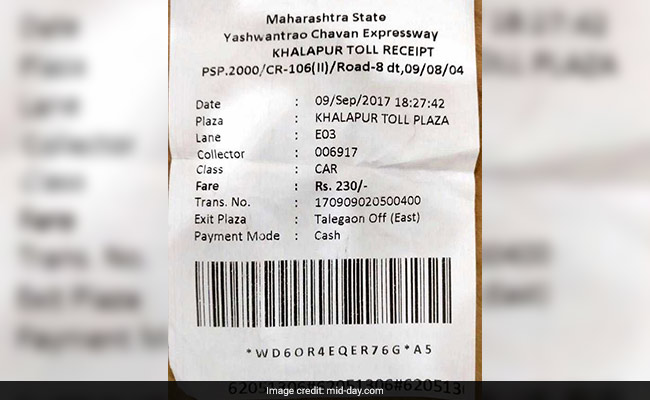 Maharashtra State
Yashwantrao Chavan Expressway
KHALAPUR TOLL RECEIPT
PSP.2000/CR-106(II)/Road-8 dt,09/08/04
Date : 09/Sep/2017 18:27:42
Plaza : KHALAPUR TOLL PLAZA
Lane : E03
Collector : 006917
Class : CAR
Fare : Rs. 230/-
Trans. No. : 170909020500400
Exit Plaza : Talegaon Off (East)
Payment Mode : Cash
*WD6OR4EQER76G*A5
Image credit: mid-day.com